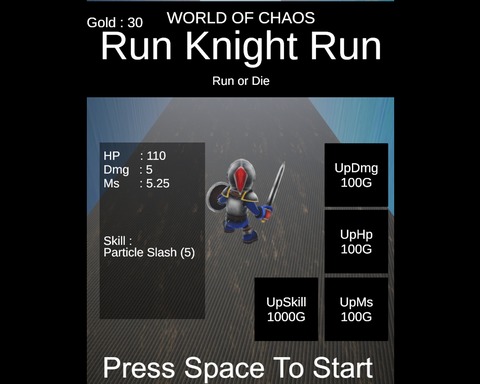 Gold : 30
WORLD OF CHAOS
Run Knight Run
Run or Die
HP : 110
Dmg : 5
Ms : 5.25
Skill :
Particle Slash (5)
UpDmg
100G
UpHp
100G
UpSkill
1000G
UpMs
100G
Press Space To Start